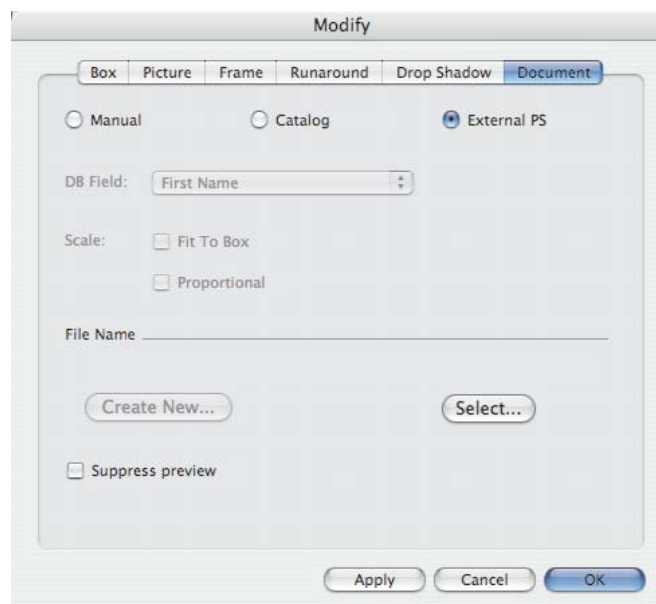 Modify
Box Picture Frame Runaround Drop Shadow Document
Manual Catalog External PS
DB Field: First Name
Scale: Fit To Box
Proportional
File Name
Create New... Select...
Suppress preview
Apply Cancel OK